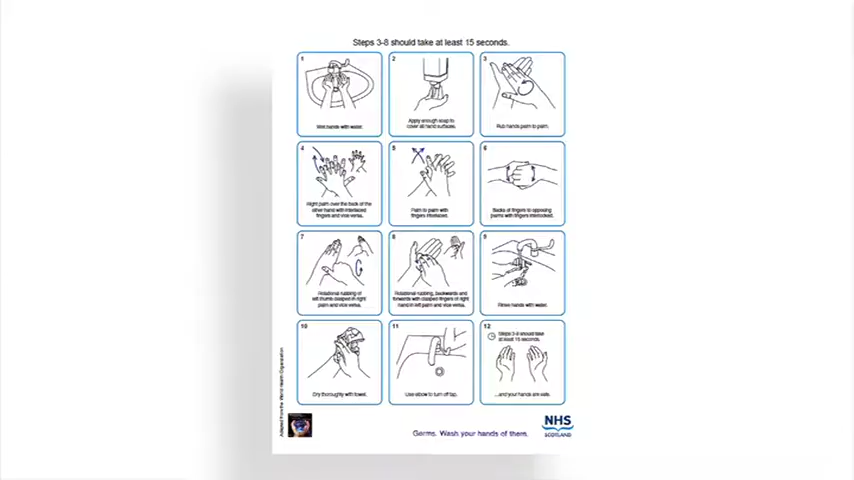 Steps 3-8 should take at least 15 seconds.
1
Wet hands with water.
2
Apply enough soap to
cover all hand surfaces.
3
Rub hands palm to palm.
4
Right palm over the back of the
other hand with interlaced
fingers and vice versa.
5
Palm to palm with
fingers interlaced.
6
Backs of fingers to opposing
palms with fingers interlocked.
7
Rotational rubbing of
left thumb clasped in right
palm and vice versa.
8
Rotational rubbing, backwards and
forwards with clasped fingers of right
hand in left palm and vice versa.
9
Rinse hands with water.
10
Dry thoroughly with towel.
11
Use elbow to turn off tap.
12
Steps 3-8 should take
at least 15 seconds.
...and your hands are safe.
Adapted from the World Health Organization
Germs. Wash your hands of them.
NHS
SCOTLAND